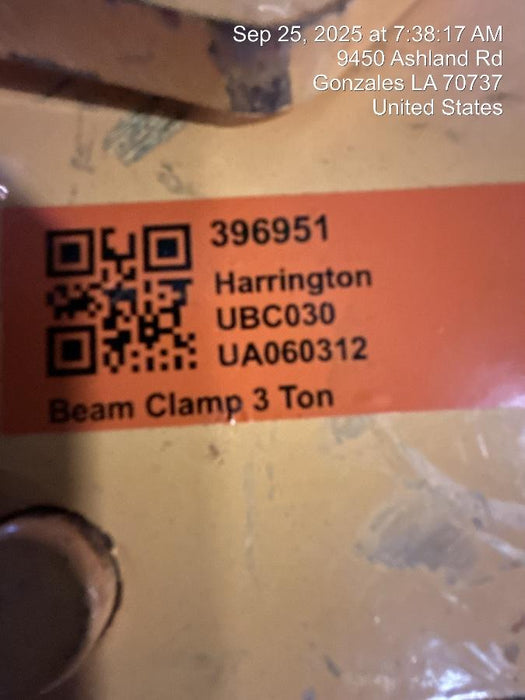 Sep 25, 2025 at 7:38:17 AM
9450 Ashland Rd
Gonzales LA 70737
United States
396951
Harrington
UBC030
UA060312
Beam Clamp 3 Ton